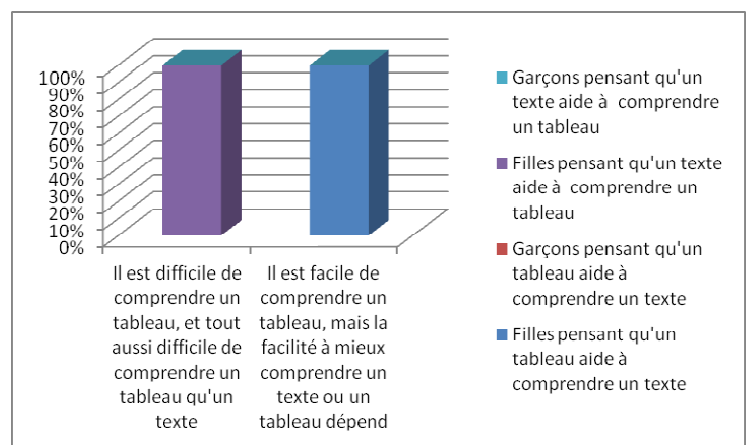 100%
90%
80%
70%
60%
50%
40%
30%
20%
10%
0%
Il est difficile de
comprendre un
tableau, et tout
aussi difficile de
comprendre un
tableau qu'un
texte
Il est facile de
comprendre un
tableau, mais la
facilité à mieux
comprendre un
texte ou un
tableau dépend
Garçons pensant qu'un
texte aide à comprendre
un tableau
Filles pensant qu'un texte
aide à comprendre un
tableau
Garçons pensant qu'un
tableau aide à
comprendre un texte
Filles pensant qu'un
tableau aide à
comprendre un texte